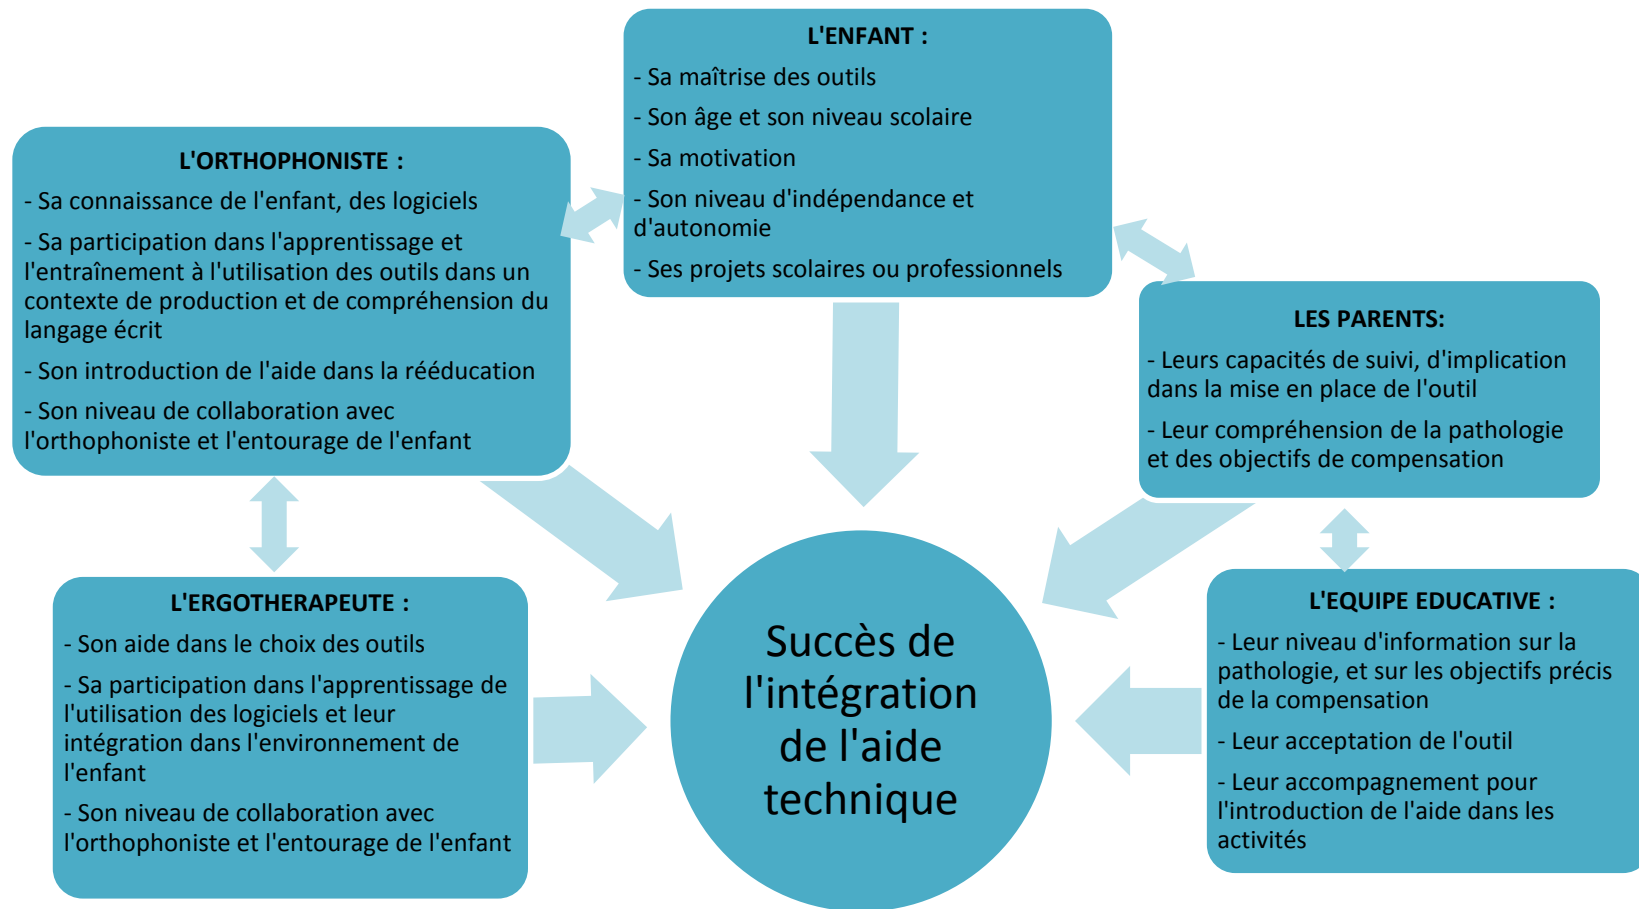 L'ENFANT :
- Sa maîtrise des outils
- Son âge et son niveau scolaire
- Sa motivation
- Son niveau d'indépendance et
d'autonomie
- Ses projets scolaires ou professionnels
L'ORTHOPHONISTE :
- Sa connaissance de l'enfant, des logiciels
- Sa participation dans l'apprentissage et
l'entraînement à l'utilisation des outils dans un
contexte de production et de compréhension du
langage écrit
- Son introduction de l'aide dans la rééducation
- Son niveau de collaboration avec
l'orthophoniste et l'entourage de l'enfant
LES PARENTS:
- Leurs capacités de suivi, d'implication
dans la mise en place de l'outil
- Leur compréhension de la pathologie
et des objectifs de compensation
L'ERGOTHERAPEUTE :
- Son aide dans le choix des outils
- Sa participation dans l'apprentissage de
l'utilisation des logiciels et leur
intégration dans l'environnement de
l'enfant
- Son niveau de collaboration avec
l'orthophoniste et l'entourage de l'enfant
Succès de
l'intégration
de l'aide
technique
L'EQUIPE EDUCATIVE :
- Leur niveau d'information sur la
pathologie, et sur les objectifs précis
de la compensation
- Leur acceptation de l'outil
- Leur accompagnement pour
l'introduction de l'aide dans les
activités